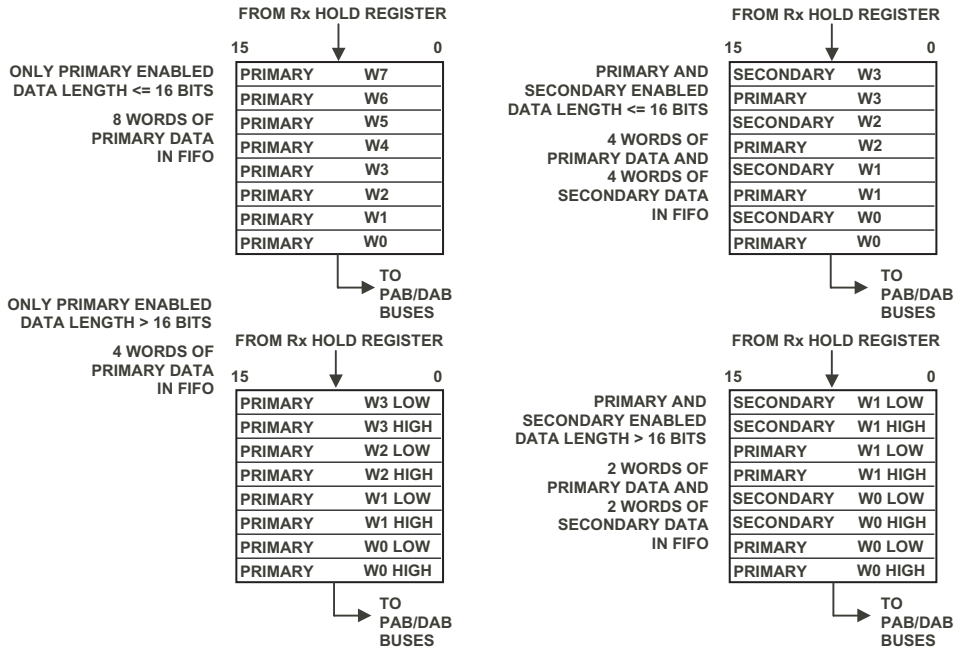 FROM Rx HOLD REGISTER
15 0
ONLY PRIMARY ENABLED
DATA LENGTH <= 16 BITS
8 WORDS OF
PRIMARY DATA
IN FIFO
PRIMARY W7
PRIMARY W6
PRIMARY W5
PRIMARY W4
PRIMARY W3
PRIMARY W2
PRIMARY W1
PRIMARY W0
TO
PAB/DAB
BUSES
FROM Rx HOLD REGISTER
15 0
PRIMARY AND
SECONDARY ENABLED
DATA LENGTH <= 16 BITS
4 WORDS OF
PRIMARY DATA AND
4 WORDS OF
SECONDARY DATA
IN FIFO
SECONDARY W3
PRIMARY W3
SECONDARY W2
PRIMARY W2
SECONDARY W1
PRIMARY W1
SECONDARY W0
PRIMARY W0
TO
PAB/DAB
BUSES
ONLY PRIMARY ENABLED
DATA LENGTH > 16 BITS
4 WORDS OF
PRIMARY DATA
IN FIFO
FROM Rx HOLD REGISTER
15 0
PRIMARY W3 LOW
PRIMARY W3 HIGH
PRIMARY W2 LOW
PRIMARY W2 HIGH
PRIMARY W1 LOW
PRIMARY W1 HIGH
PRIMARY W0 LOW
PRIMARY W0 HIGH
TO
PAB/DAB
BUSES
FROM Rx HOLD REGISTER
15 0
PRIMARY AND
SECONDARY ENABLED
DATA LENGTH > 16 BITS
2 WORDS OF
PRIMARY DATA AND
2 WORDS OF
SECONDARY DATA
IN FIFO
SECONDARY W1 LOW
SECONDARY W1 HIGH
PRIMARY W1 LOW
PRIMARY W1 HIGH
SECONDARY W0 LOW
SECONDARY W0 HIGH
PRIMARY W0 LOW
PRIMARY W0 HIGH
TO
PAB/DAB
BUSES